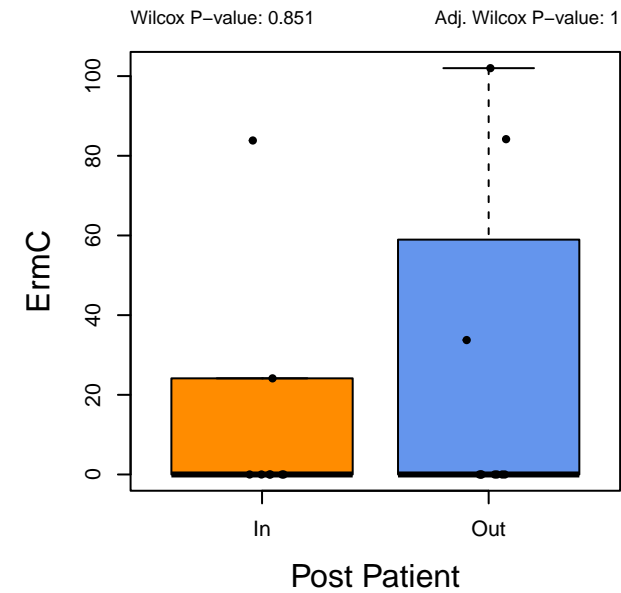 Wilcox P−value: 0.851
Adj. Wilcox P−value: 1
ErmC
100
80
60
40
20
0
In
Out
Post Patient